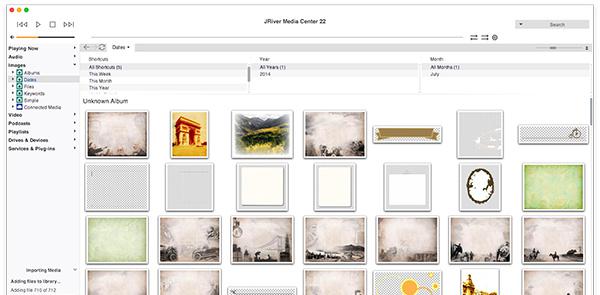 JRiver Media Center 22
Search
Playing Now
Audio
Images
Albums
Dates
Files
Keywords
Simple
Connected Media
Video
Podcasts
Playlists
Drives & Devices
Services & Plug-ins
Importing Media
Adding files to library...
Adding file 710 of 712
Dates
Shortcuts
All Shortcuts (5)
This Week
This Month
This Year
Year
All Years (1)
2014
Month
All Months (1)
July
Unknown Album